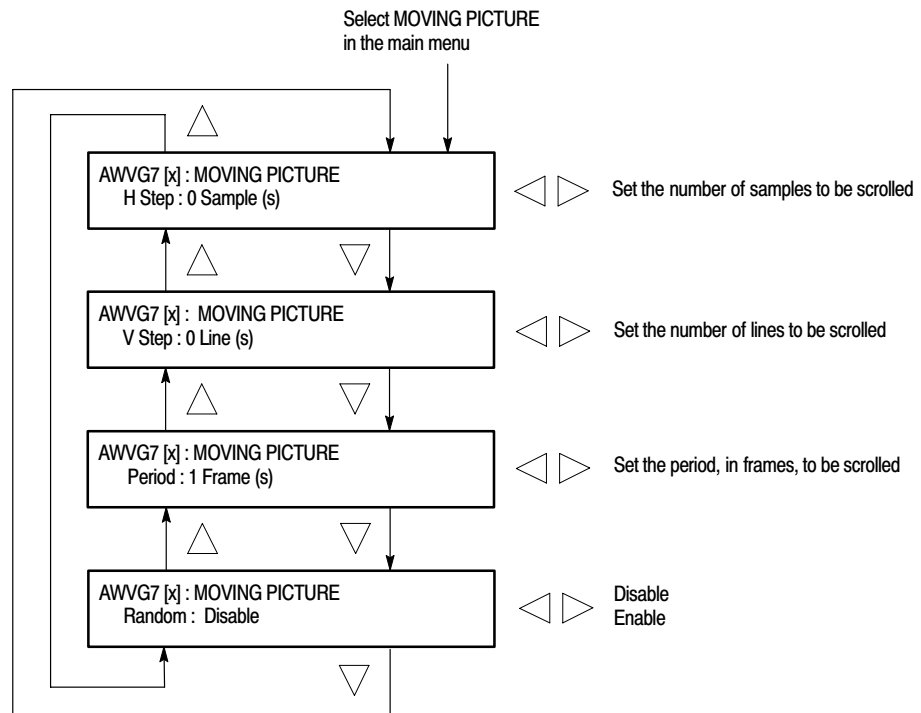 Select MOVING PICTURE
in the main menu
AWVG7 [x] : MOVING PICTURE
H Step : 0 Sample (s)
Set the number of samples to be scrolled
AWVG7 [x] : MOVING PICTURE
V Step : 0 Line (s)
Set the number of lines to be scrolled
AWVG7 [x] : MOVING PICTURE
Period : 1 Frame (s)
Set the period, in frames, to be scrolled
AWVG7 [x] : MOVING PICTURE
Random : Disable
Disable
Enable